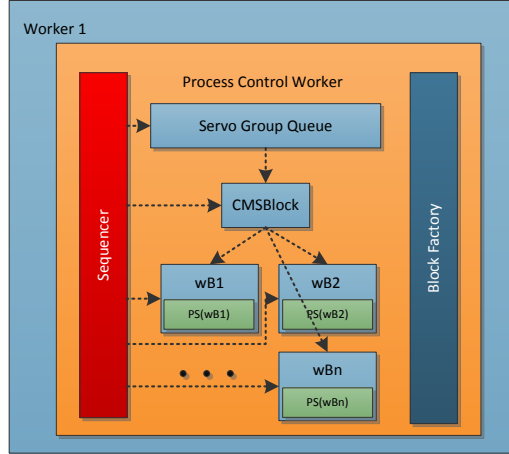 Worker 1
Process Control Worker
Sequencer
Servo Group Queue
CMSBlock
Block Factory
wB1
PS(wB1)
wB2
PS(wB2)
wBn
PS(wBn)